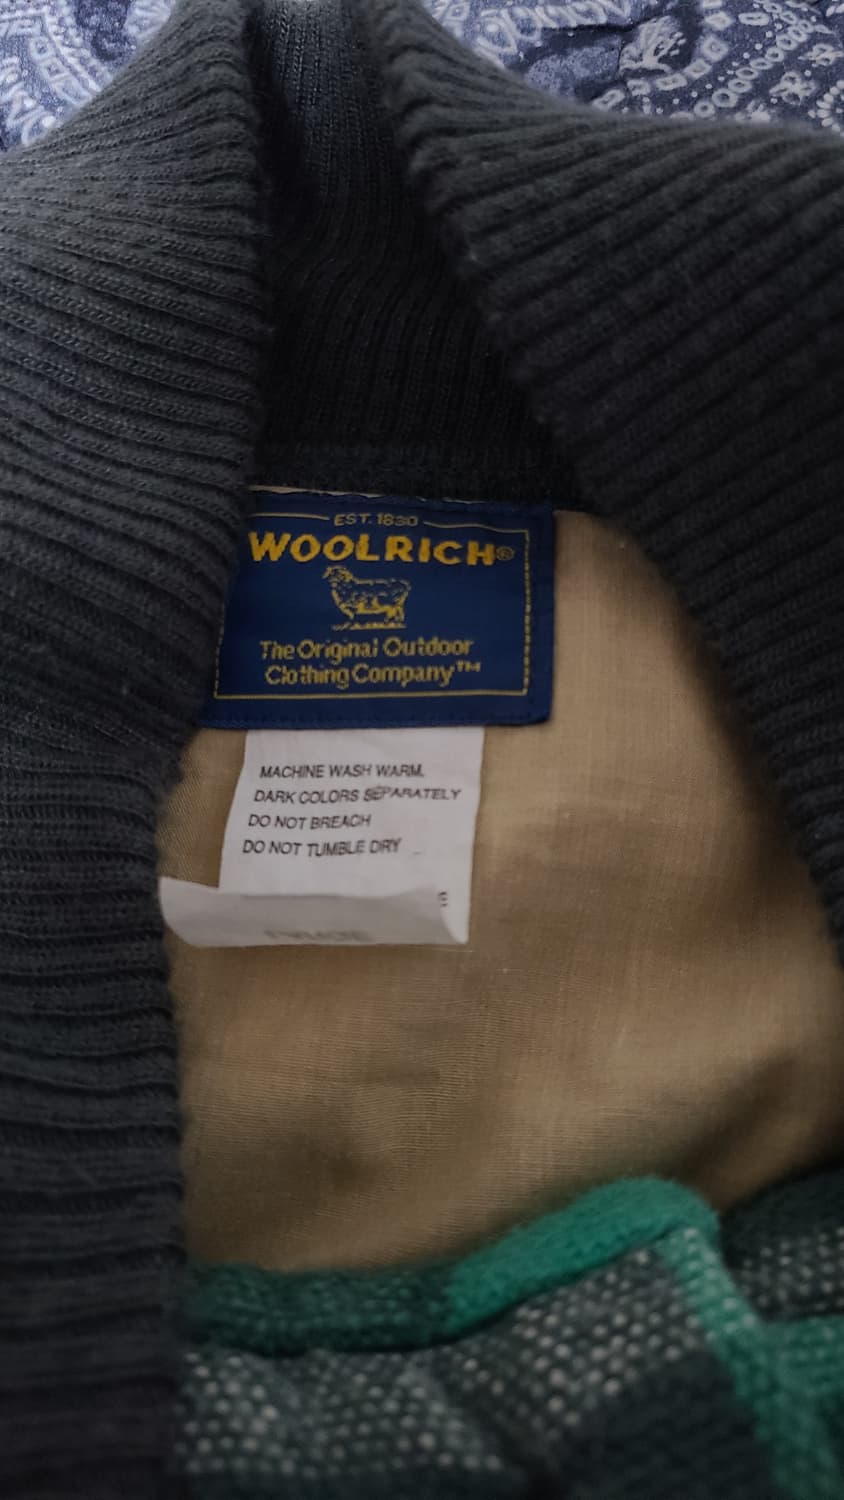 EST. 1830
WOOLRICH®
The Original Outdoor
Clothing Company™
MACHINE WASH WARM,
DARK COLORS SEPARATELY
DO NOT BREACH
DO NOT TUMBLE DRY